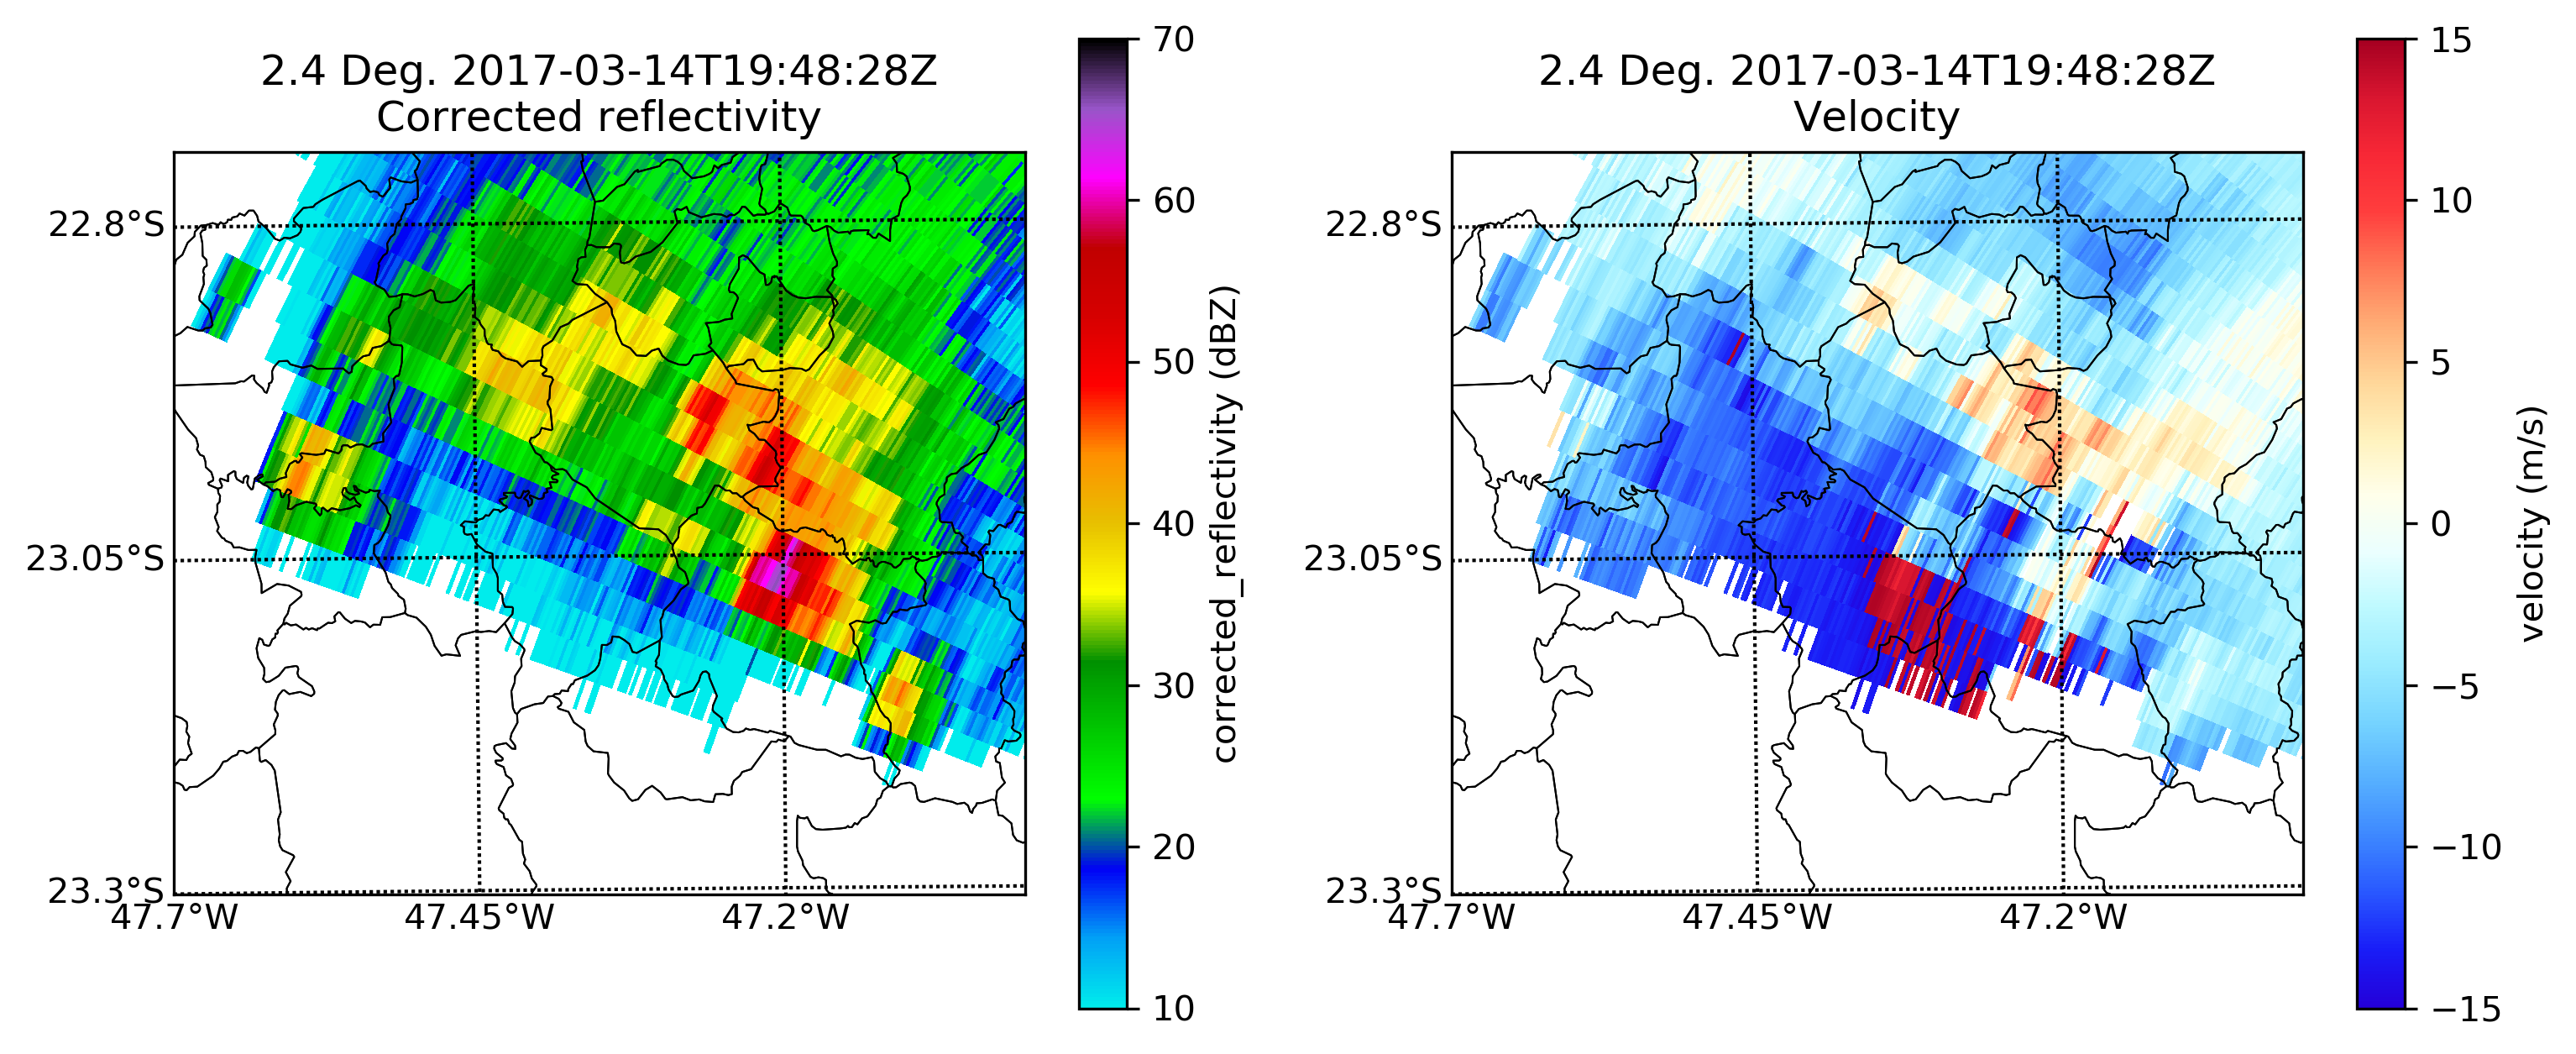 2.4 Deg. 2017-03-14T19:48:28Z
Corrected reflectivity
22.8°S
23.05°S
23.3°S
47.7°W
47.45°W
47.2°W
70
60
50
40
30
20
10
corrected_reflectivity (dBZ)
2.4 Deg. 2017-03-14T19:48:28Z
Velocity
22.8°S
23.05°S
23.3°S
47.7°W
47.45°W
47.2°W
15
10
5
0
−5
−10
−15
velocity (m/s)